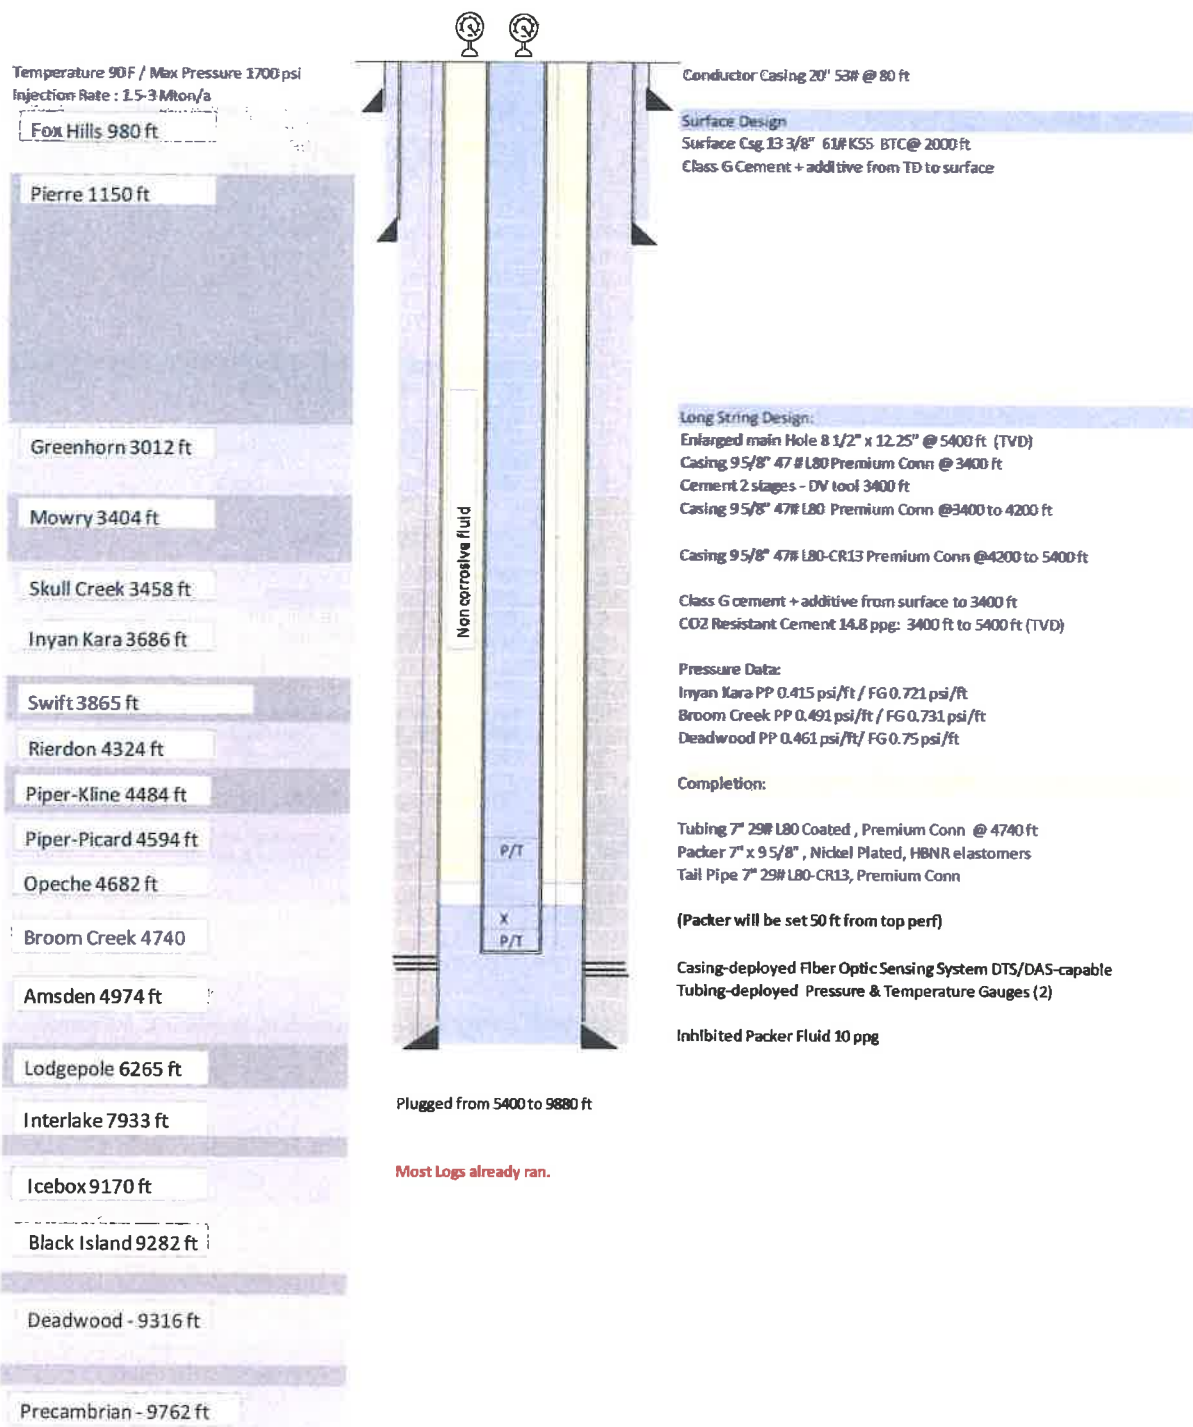 Temperature 90F / Max Pressure 1700 psi
Injection Rate : 1.5-3 Mton/a
Fox Hills 980 ft
Pierre 1150 ft
Greenhorn 3012 ft
Mowry 3404 ft
Skull Creek 3458 ft
Inyan Kara 3686 ft
Swift 3865 ft
Rierdon 4324 ft
Piper-Kline 4484 ft
Piper-Picard 4594 ft
Opeche 4682 ft
Broom Creek 4740
Amsden 4974 ft
Lodgepole 6265 ft
Interlake 7933 ft
Icebox 9170 ft
Black Island 9282 ft
Deadwood - 9316 ft
Precambrian - 9762 ft
Non corrosive fluid
P/T
X
P/T
Plugged from 5400 to 9880 ft
Most Logs already ran.
Conductor Casing 20" 53# @ 80 ft
Surface Design
Surface Csg 13 3/8" 61# K55 BTC@ 2000 ft
Class G Cement + additive from TD to surface
Long String Design:
Enlarged main Hole 8 1/2" x 12.25" @ 5400 ft (TVD)
Casing 9 5/8" 47 # L80 Premium Conn @ 3400 ft
Cement 2 stages - DV tool 3400 ft
Casing 9 5/8" 47# L80 Premium Conn @3400 to 4200 ft
Casing 9 5/8" 47# L80-CR13 Premium Conn @4200 to 5400 ft
Class G cement + additive from surface to 3400 ft
CO2 Resistant Cement 14.8 ppg: 3400 ft to 5400 ft (TVD)
Pressure Data:
Inyan Kara PP 0.415 psi/ft / FG 0.721 psi/ft
Broom Creek PP 0.491 psi/ft / FG 0.731 psi/ft
Deadwood PP 0.461 psi/ft/ FG 0.75 psi/ft
Completion:
Tubing 7" 29# L80 Coated , Premium Conn @ 4740 ft
Packer 7" x 9 5/8" , Nickel Plated, HBNR elastomers
Tail Pipe 7" 29# L80-CR13, Premium Conn
(Packer will be set 50 ft from top perf)
Casing-deployed Fiber Optic Sensing System DTS/DAS-capable
Tubing-deployed Pressure & Temperature Gauges (2)
Inhibited Packer Fluid 10 ppg